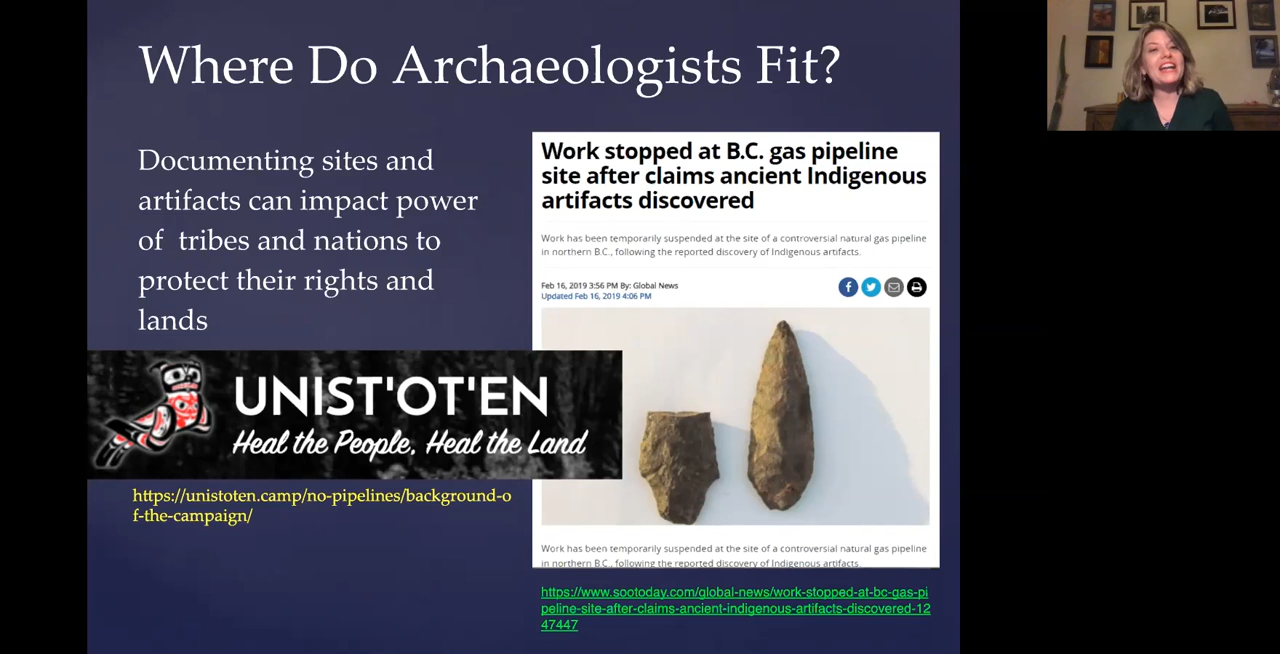 Where Do Archaeologists Fit?
Documenting sites and
artifacts can impact power
of tribes and nations to
protect their rights and
lands
UNIST'OT'EN
Heal the People, Heal the Land
https://unistoten.camp/no-pipelines/background-o
f-the-campaign/
Work stopped at B.C. gas pipeline
site after claims ancient Indigenous
artifacts discovered
Work has been temporarily suspended at the site of a controversial natural gas pipeline
in northern B.C., following the reported discovery of Indigenous artifacts.
Feb 16, 2019 3:56 PM By: Global News
Updated Feb 16, 2019 4:06 PM
Work has been temporarily suspended at the site of a controversial natural gas pipeline
in northern B.C., following the reported discovery of Indigenous artifacts.
https://www.sootoday.com/global-news/work-stopped-at-bc-gas-pi
peline-site-after-claims-ancient-indigenous-artifacts-discovered-12
47447